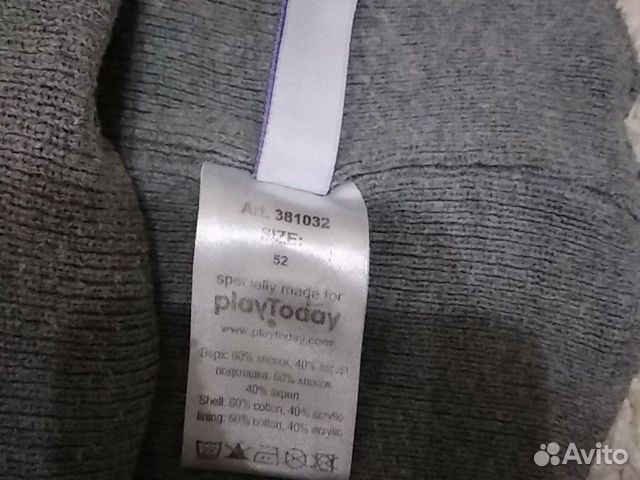 Art. 381032
SIZE:
52
specially made for
playToday
www.playtoday.com
Верх: 60% хлопок, 40% акрил
подкладка: 60% хлопок
40% акрил
Shell: 60% cotton, 40% acrylic
lining: 60% cotton, 40% acrylic
Avito